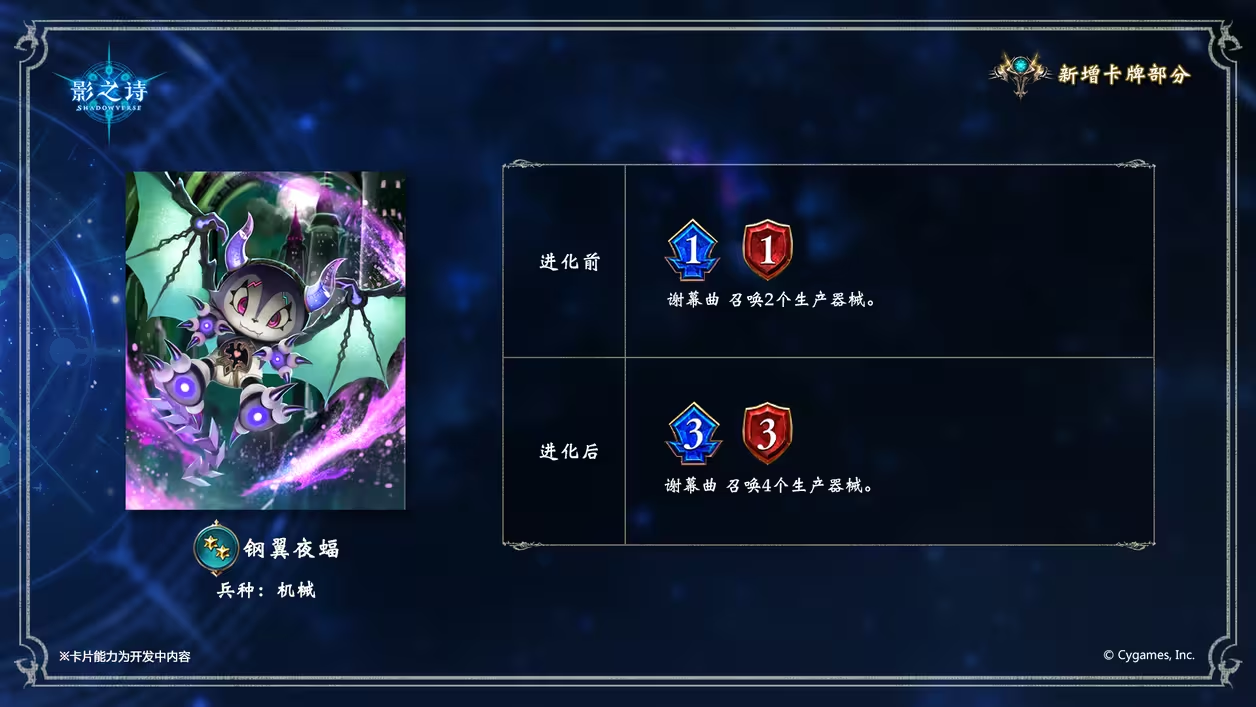 影之诗
SHADOWVERSE
新增卡牌部分
进化前
1 1
谢幕曲 召唤2个生产器械。
进化后
3 3
谢幕曲 召唤4个生产器械。
钢翼夜蝠
兵种：机械
※卡片能力为开发中内容
© Cygames, Inc.